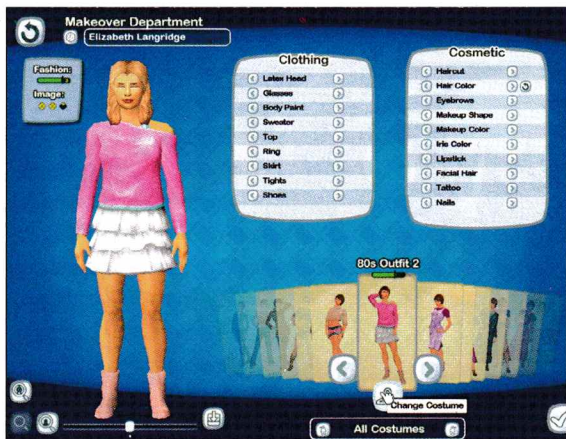 Makeover Department
Elizabeth Langridge
Fashion:
Image:
Clothing
Latex Head
Glasses
Body Paint
Sweater
Top
Ring
Skirt
Tights
Shoes
Cosmetic
Haircut
Hair Color
Eyebrows
Makeup Shape
Makeup Color
Iris Color
Lipstick
Facial Hair
Tattoo
Nails
80s Outfit 2
Change Costume
All Costumes